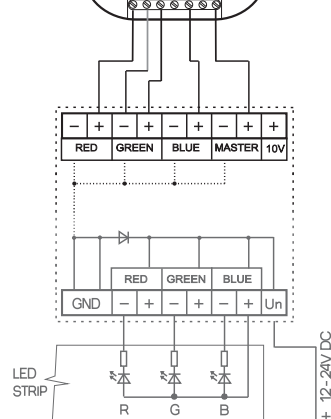 - + - + - + - + +
RED GREEN BLUE MASTER 10V
RED GREEN BLUE
GND - + - + - + Un
LED
STRIP
R G B
+ 12-24V DC